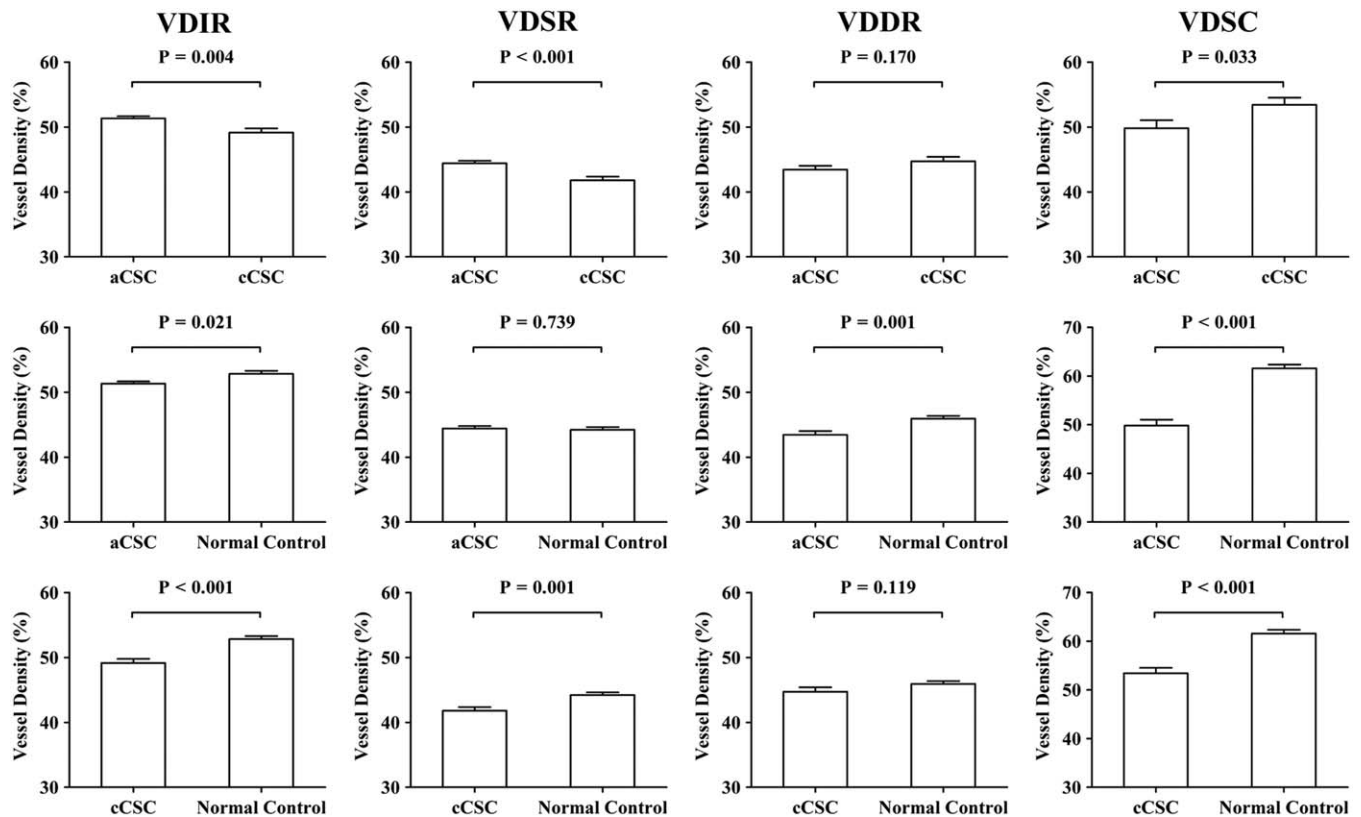 VDIR VDSR VDDR VDSC
P = 0.004
Vessel Density (%)
60
50
40
30
aCSC cCSC
P < 0.001
Vessel Density (%)
60
50
40
30
aCSC cCSC
P = 0.170
Vessel Density (%)
60
50
40
30
aCSC cCSC
P = 0.033
Vessel Density (%)
60
50
40
30
aCSC cCSC
P = 0.021
Vessel Density (%)
60
50
40
30
aCSC Normal Control
P = 0.739
Vessel Density (%)
60
50
40
30
aCSC Normal Control
P = 0.001
Vessel Density (%)
60
50
40
30
aCSC Normal Control
P < 0.001
Vessel Density (%)
70
60
50
40
30
aCSC Normal Control
P < 0.001
Vessel Density (%)
60
50
40
30
cCSC Normal Control
P = 0.001
Vessel Density (%)
60
50
40
30
cCSC Normal Control
P = 0.119
Vessel Density (%)
60
50
40
30
cCSC Normal Control
P < 0.001
Vessel Density (%)
70
60
50
40
30
cCSC Normal Control